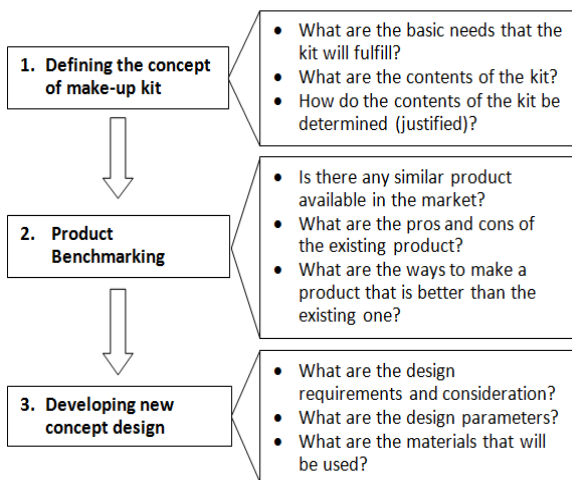 1. Defining the concept
of make-up kit
• What are the basic needs that the
kit will fulfill?
• What are the contents of the kit?
• How do the contents of the kit be
determined (justified)?
2. Product
Benchmarking
• Is there any similar product
available in the market?
• What are the pros and cons of
the existing product?
• What are the ways to make a
product that is better than the
existing one?
3. Developing new
concept design
• What are the design
requirements and consideration?
• What are the design parameters?
• What are the materials that will
be used?